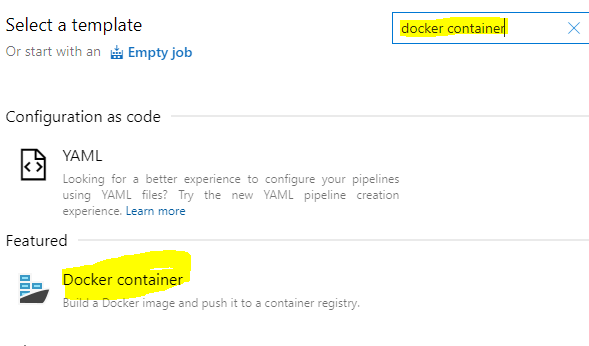 Select a template
docker container
Or start with an Empty job
Configuration as code
YAML
Looking for a better experience to configure your pipelines
using YAML files? Try the new YAML pipeline creation
experience. Learn more
Featured
Docker container
Build a Docker image and push it to a container registry.